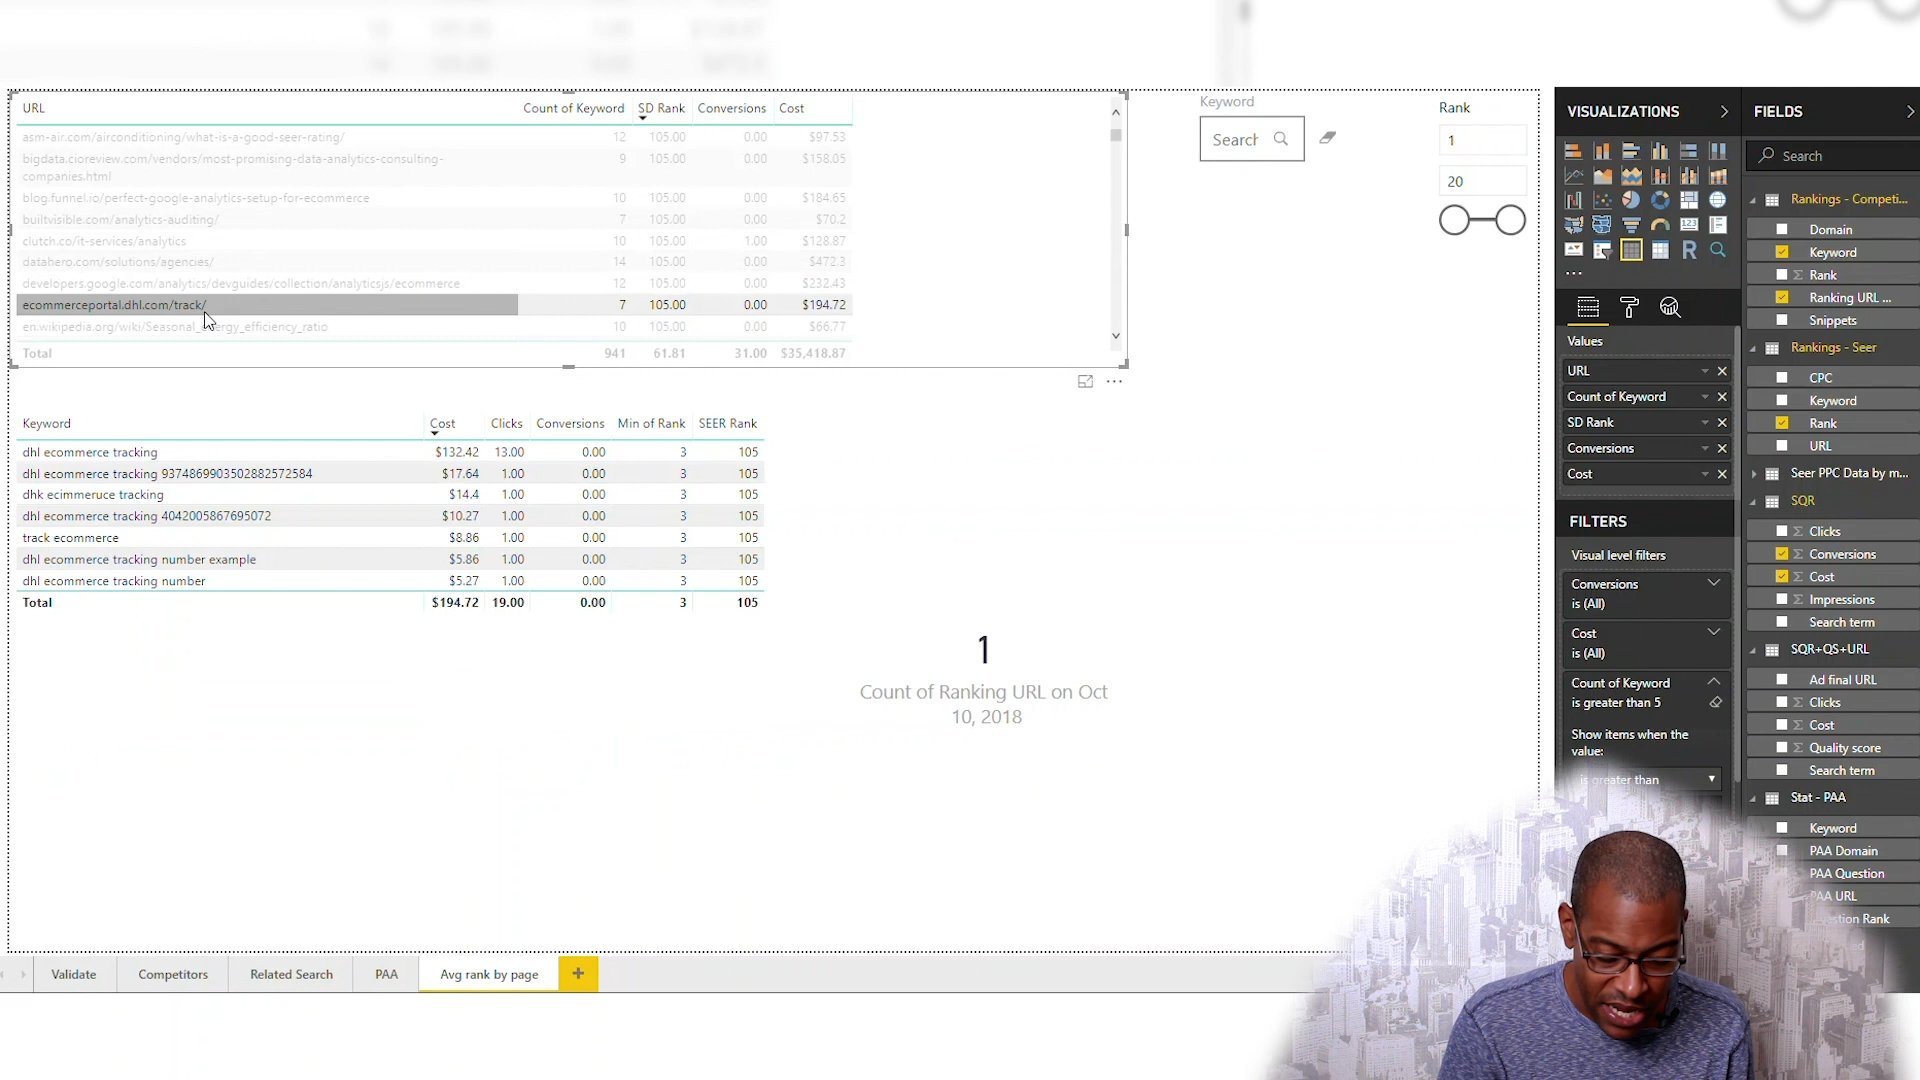 URL Count of Keyword SD Rank Conversions Cost
asm-air.com/airconditioning/what-is-a-good-seer-rating/ 12 105.00 0.00 $97.53
bigdata.cioreview.com/vendors/most-promising-data-analytics-consulting- 9 105.00 0.00 $158.05
companies.html
blog.funnel.io/perfect-google-analytics-setup-for-ecommerce 10 105.00 0.00 $184.65
builtvisible.com/analytics-auditing/ 7 105.00 0.00 $70.2
clutch.co/it-services/analytics 10 105.00 1.00 $128.87
datahero.com/solutions/agencies/ 14 105.00 0.00 $472.3
developers.google.com/analytics/devguides/collection/analyticsjs/ecommerce 12 105.00 0.00 $232.43
ecommerceportal.dhl.com/track/ 7 105.00 0.00 $194.72
en.wikipedia.org/wiki/Seasonal_energy_efficiency_ratio 10 105.00 0.00 $66.77
Total 941 61.81 31.00 $35,418.87
Keyword
Search
Rank
1
20
Keyword Cost Clicks Conversions Min of Rank SEER Rank
dhl ecommerce tracking $132.42 13.00 0.00 3 105
dhl ecommerce tracking 9374869903502882572584 $17.64 1.00 0.00 3 105
dhk ecimmeruce tracking $14.4 1.00 0.00 3 105
dhl ecommerce tracking 4042005867695072 $10.27 1.00 0.00 3 105
track ecommerce $8.86 1.00 0.00 3 105
dhl ecommerce tracking number example $5.86 1.00 0.00 3 105
dhl ecommerce tracking number $5.27 1.00 0.00 3 105
Total $194.72 19.00 0.00 3 105
1
Count of Ranking URL on Oct
10, 2018
Validate Competitors Related Search PAA Avg rank by page +
VISUALIZATIONS
123
R
Values
URL
Count of Keyword
SD Rank
Conversions
Cost
FILTERS
Visual level filters
Conversions
is (All)
Cost
is (All)
Count of Keyword
is greater than 5
Show items when the
value:
is greater than
FIELDS
Search
Rankings - Competi...
Domain
Keyword
Σ Rank
Ranking URL ...
Snippets
Rankings - Seer
CPC
Keyword
Rank
URL
Seer PPC Data by m...
SQR
Σ Clicks
Σ Conversions
Σ Cost
Σ Impressions
Search term
SQR+QS+URL
Ad final URL
Σ Clicks
Σ Cost
Σ Quality score
Search term
Stat - PAA
Keyword
PAA Domain
PAA Question
PAA URL
Rank